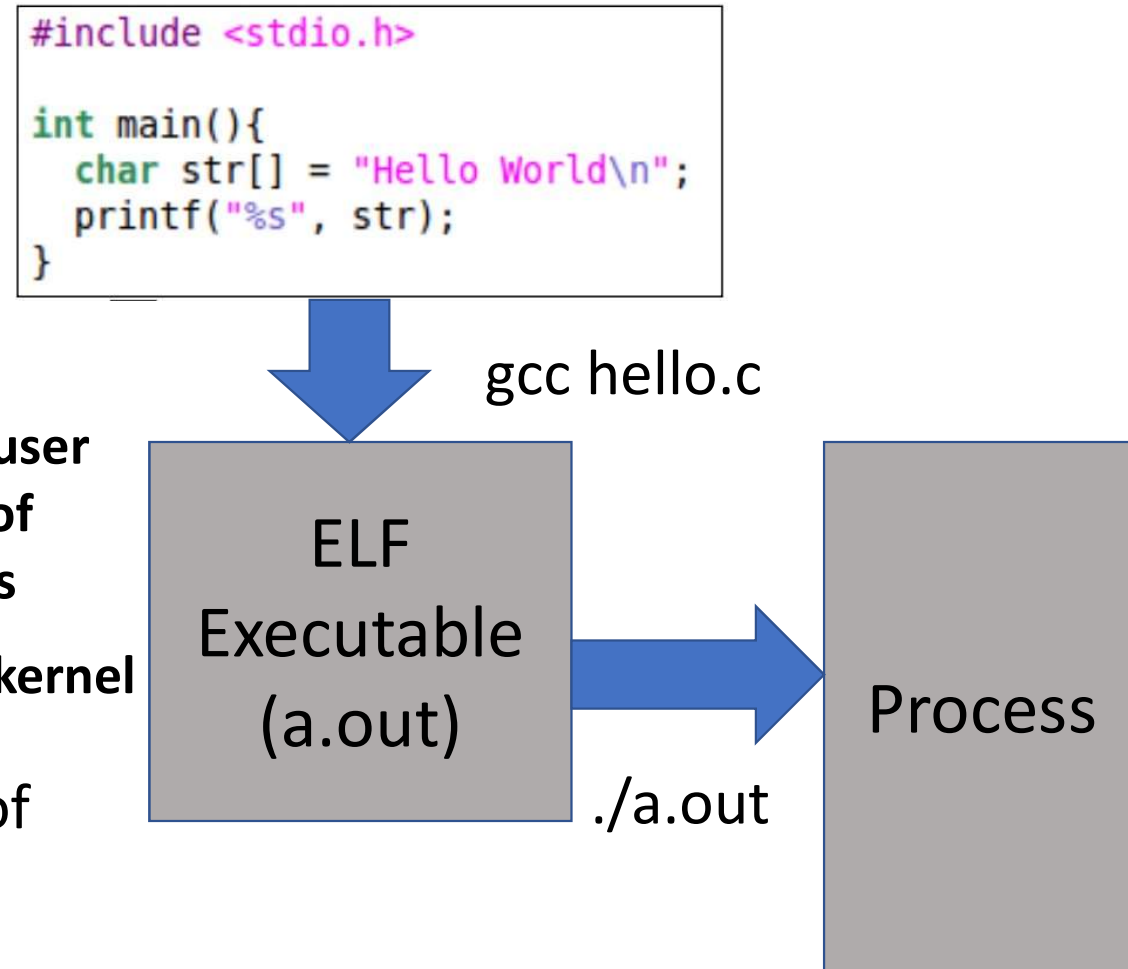 #include <stdio.h>
int main(){
char str[] = "Hello World\n";
printf("%s", str);
}
gcc hello.c
user
of
s
kernel
of
ELF
Executable
(a.out)
./a.out
Process